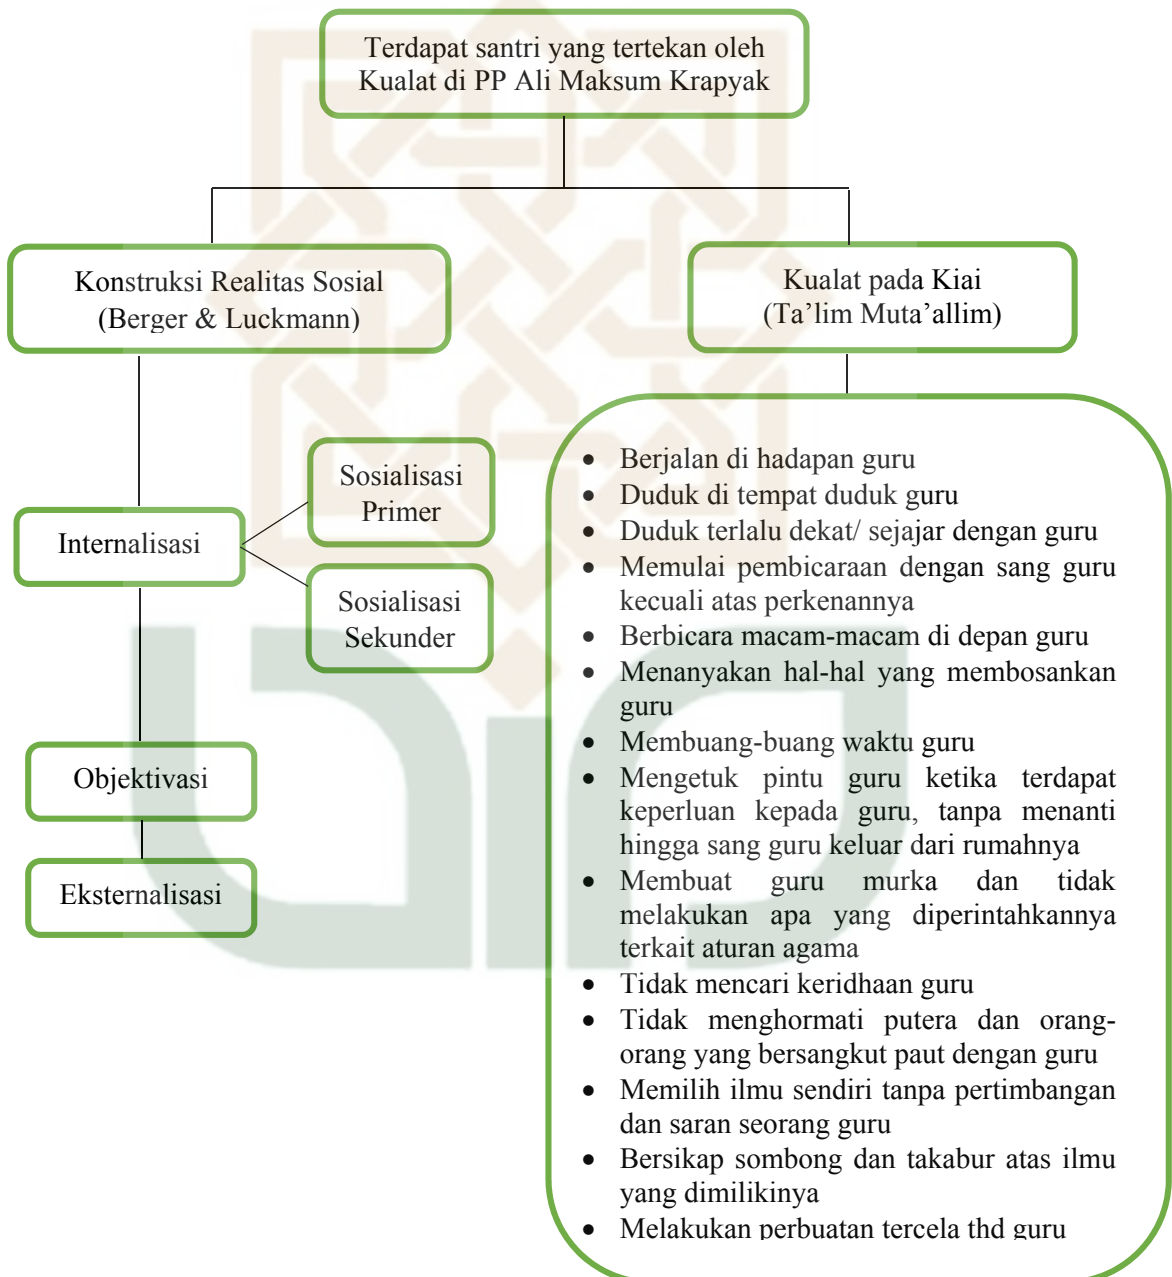 Terdapat santri yang tertekan oleh
Kualat di PP Ali Maksum Krapyak
Konstruksi Realitas Sosial
(Berger & Luckmann)
Kualat pada Kiai
(Ta’lim Muta’allim)
Internalisasi
Sosialisasi
Primer
Sosialisasi
Sekunder
Objektivasi
Eksternalisasi
• Berjalan di hadapan guru
• Duduk di tempat duduk guru
• Duduk terlalu dekat/ sejajar dengan guru
• Memulai pembicaraan dengan sang guru
kecuali atas perkenannya
• Berbicara macam-macam di depan guru
• Menanyakan hal-hal yang membosankan
guru
• Membuang-buang waktu guru
• Mengetuk pintu guru ketika terdapat
keperluan kepada guru, tanpa menanti
hingga sang guru keluar dari rumahnya
• Membuat guru murka dan tidak
melakukan apa yang diperintahkannya
terkait aturan agama
• Tidak mencari keridhaan guru
• Tidak menghormati putera dan orang-
orang yang bersangkut paut dengan guru
• Memilih ilmu sendiri tanpa pertimbangan
dan saran seorang guru
• Bersikap sombong dan takabur atas ilmu
yang dimilikinya
• Melakukan perbuatan tercela thd guru